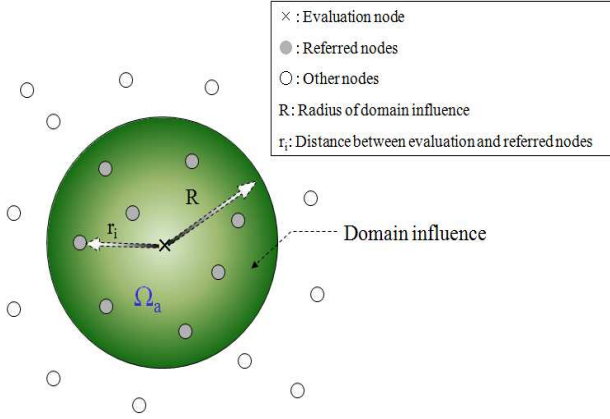 × : Evaluation node
: Referred nodes
: Other nodes
R : Radius of domain influence
rᵢ: Distance between evaluation and referred nodes
R
rᵢ
Domain influence
Ωₐ